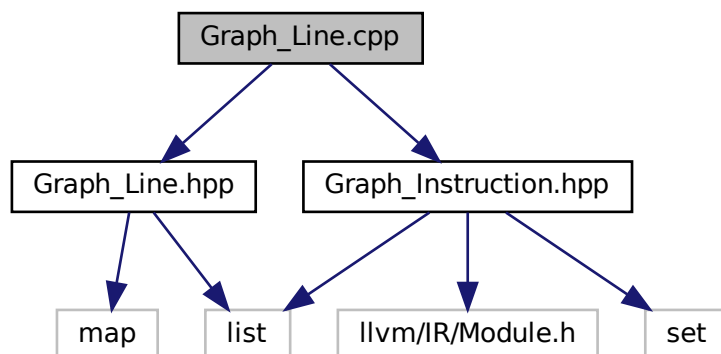 Graph_Line.cpp
Graph_Line.hpp
Graph_Instruction.hpp
map
list
llvm/IR/Module.h
set